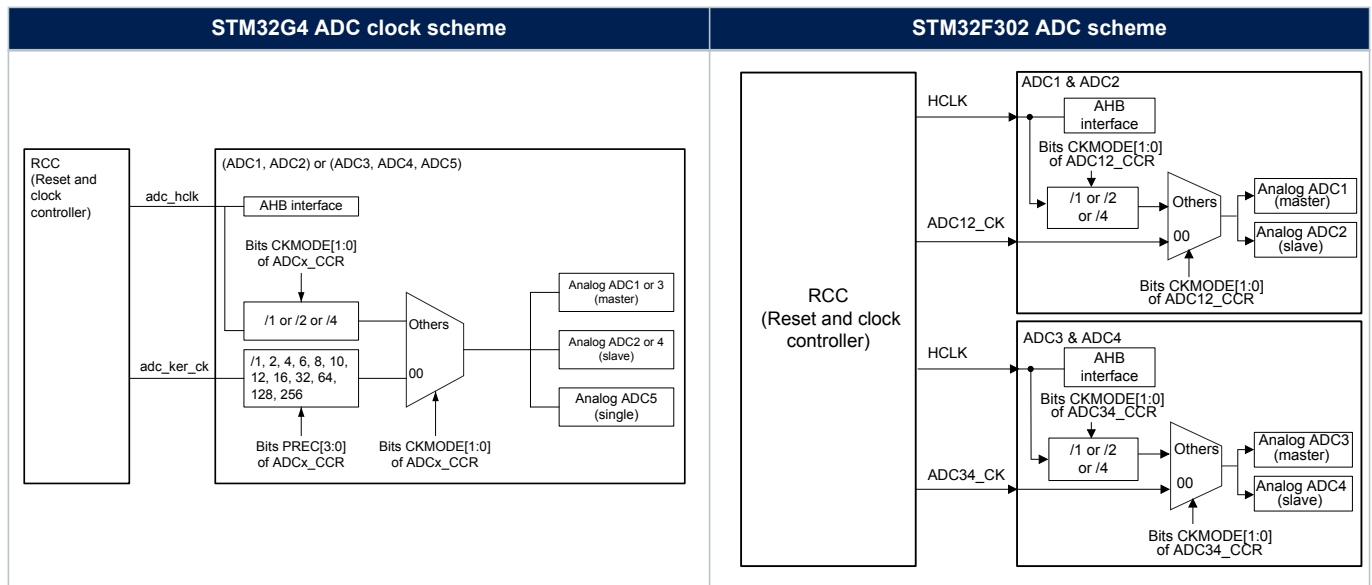 STM32G4 ADC clock scheme
RCC
(Reset and
clock
controller)
adc_hclk
adc_ker_ck
(ADC1, ADC2) or (ADC3, ADC4, ADC5)
AHB interface
Bits CKMODE[1:0]
of ADCx_CCR
/1 or /2 or /4
/1, 2, 4, 6, 8, 10,
12, 16, 32, 64,
128, 256
Bits PREC[3:0]
of ADCx_CCR
Others
00
Bits CKMODE[1:0]
of ADCx_CCR
Analog ADC1 or 3
(master)
Analog ADC2 or 4
(slave)
Analog ADC5
(single)
STM32F302 ADC scheme
RCC
(Reset and clock
controller)
HCLK
ADC12_CK
ADC1 & ADC2
AHB
interface
Bits CKMODE[1:0]
of ADC12_CCR
/1 or /2
or /4
Others
00
Bits CKMODE[1:0]
of ADC12_CCR
Analog ADC1
(master)
Analog ADC2
(slave)
HCLK
ADC34_CK
ADC3 & ADC4
AHB
interface
Bits CKMODE[1:0]
of ADC34_CCR
/1 or /2
or /4
Others
00
Bits CKMODE[1:0]
of ADC34_CCR
Analog ADC3
(master)
Analog ADC4
(slave)